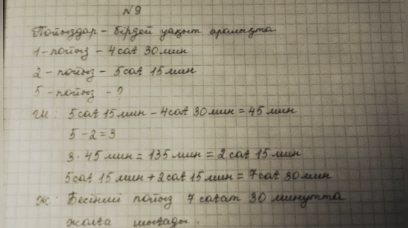 №9
Пойыздар - бірдей уақыт аралықта
1 - пойыз - 4 сағ 30 мин
2 - пойыз - 5 сағ 15 мин
5 - пойыз - ?
Ш: 5 сағ 15 мин - 4 сағ 30 мин = 45 мин
5 - 2 = 3
3 · 45 мин = 135 мин = 2 сағ 15 мин
5 сағ 15 мин + 2 сағ 15 мин = 7 сағ 30 мин
Ж: Бесінші пойыз 7 сағат 30 минутта
жолға шығады.